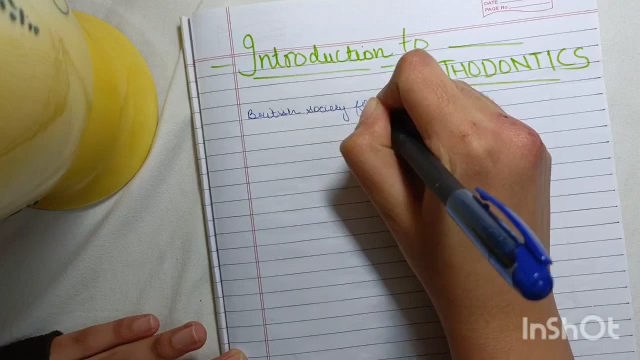 DATE
PAGE No.
Introduction to
THODONTICS
British society f
InShOt